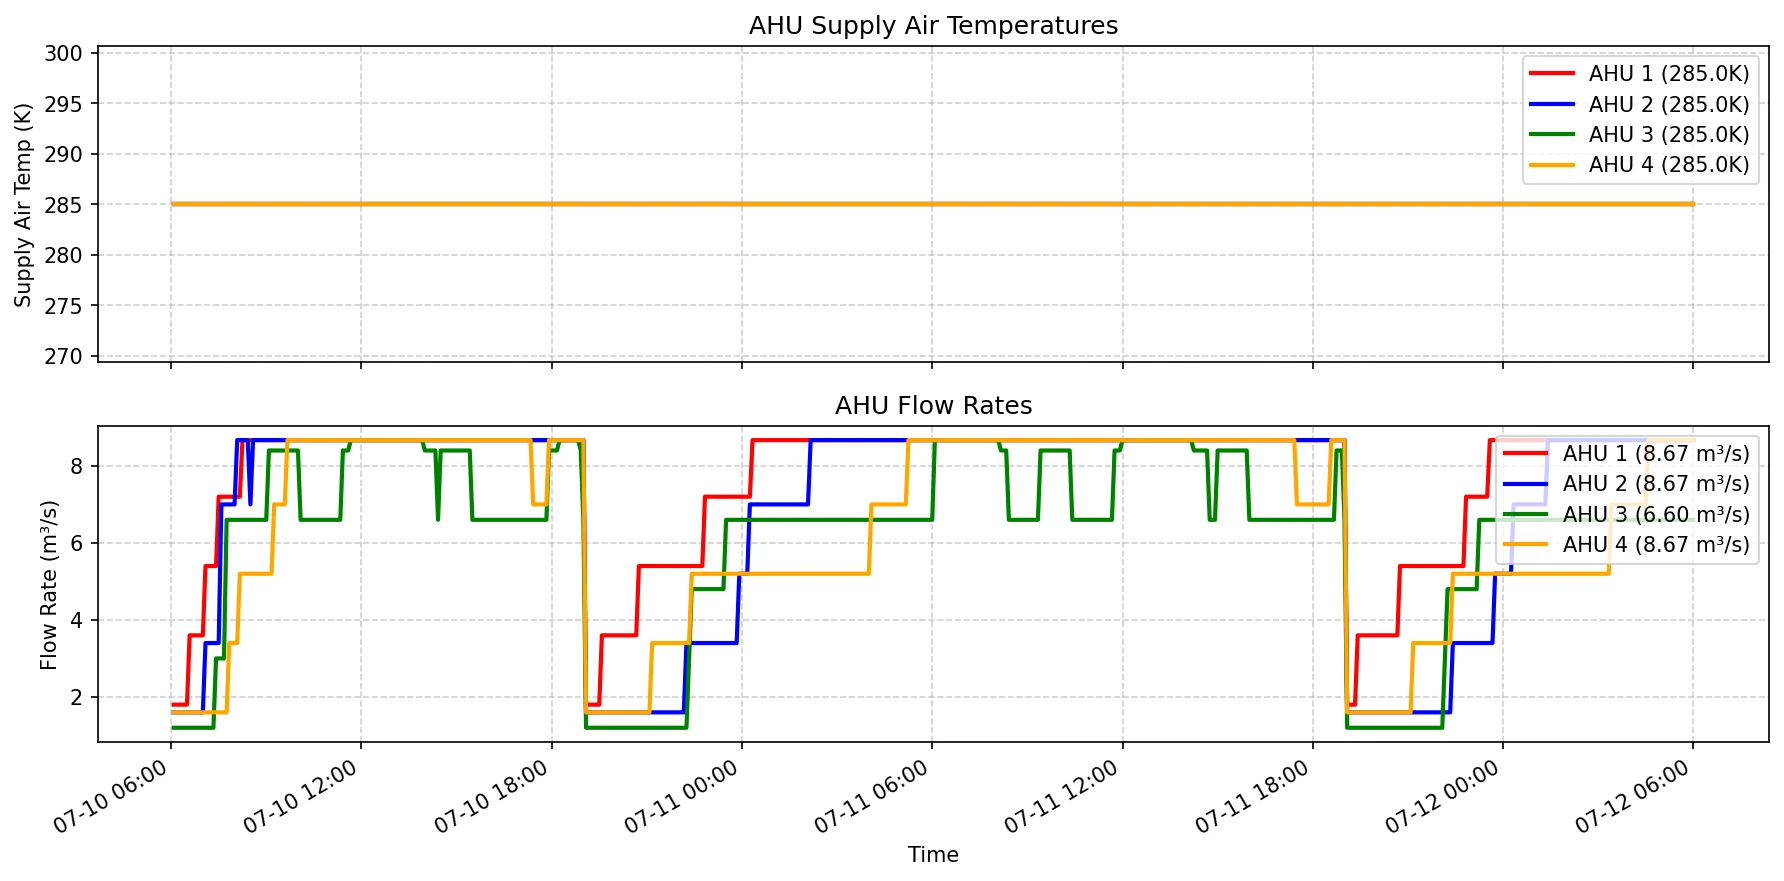 AHU Supply Air Temperatures
Supply Air Temp (K)
300
295
290
285
280
275
270
AHU 1 (285.0K)
AHU 2 (285.0K)
AHU 3 (285.0K)
AHU 4 (285.0K)
AHU Flow Rates
Flow Rate (m³/s)
8
6
4
2
AHU 1 (8.67 m³/s)
AHU 2 (8.67 m³/s)
AHU 3 (6.60 m³/s)
AHU 4 (8.67 m³/s)
07-10 06:00
07-10 12:00
07-10 18:00
07-11 00:00
07-11 06:00
07-11 12:00
07-11 18:00
07-12 00:00
07-12 06:00
Time